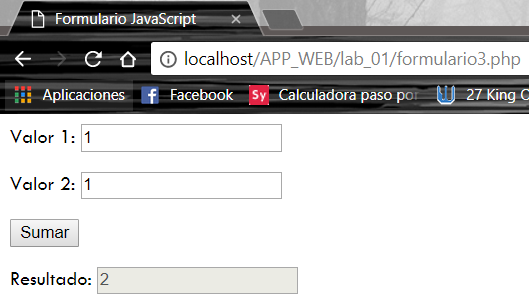 Formulario JavaScript
localhost/APP_WEB/lab_01/formulario3.php
Aplicaciones Facebook Sy Calculadora paso por 27 King O
Valor 1: 1
Valor 2: 1
Sumar
Resultado: 2